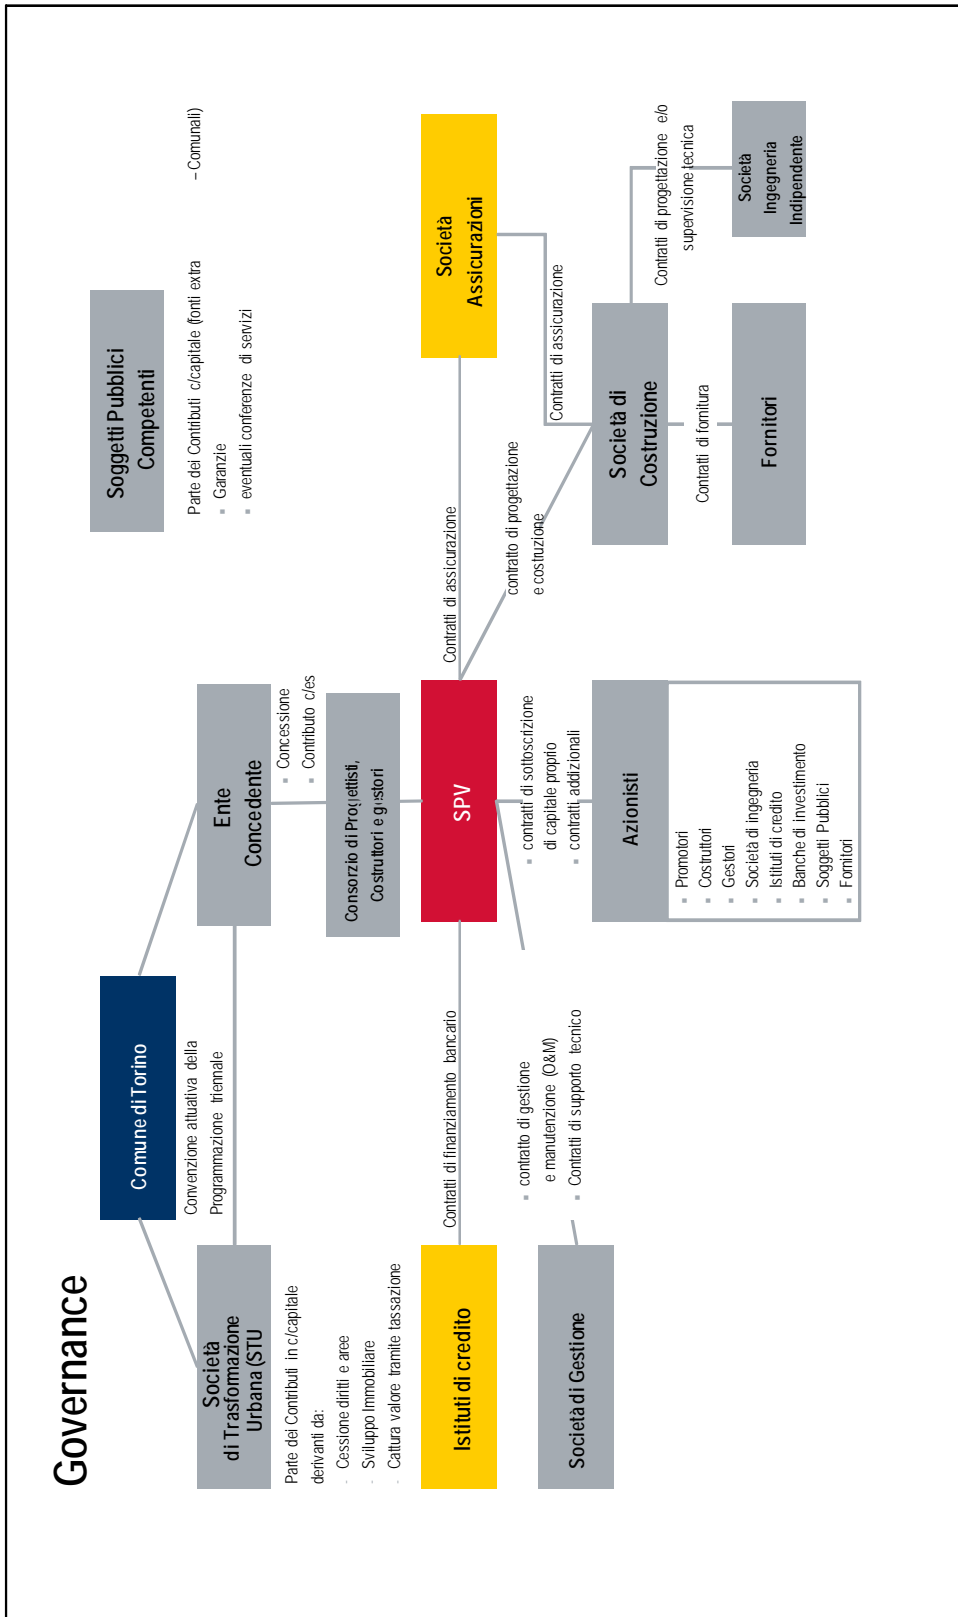 Governance
Comune di Torino
Soggetti Pubblici
Competenti
Parte dei Contributi c/capitale (fonti extra – Comunali)
▪ Garanzie
▪ eventuali conferenze di servizi
Convenzione attuativa della
Programmazione triennale
Società
di Trasformazione
Urbana (STU
Parte dei Contributi in c/capitale
derivanti da:
- Cessione diritti e aree
- Sviluppo Immobiliare
- Cattura valore tramite tassazione
Ente
Concedente
▪ Concessione
▪ Contributo c/es
Consorzio di Progettisti,
Costruttori e gestori
Istituti di credito
Contratti di finanziamento bancario
SPV
Contratti di assicurazione
Società
Assicurazioni
contratto di progettazione
e costruzione
Contratti di assicurazione
▪ contratto di gestione
e manutenzione (O&M)
▪ Contratti di supporto tecnico
Società di Gestione
▪ contratti di sottoscrizione
di capitale proprio
▪ contratti addizionali
Azionisti
▪ Promotori
▪ Costruttori
▪ Gestori
▪ Società di ingegneria
▪ Istituti di credito
▪ Banche di investimento
▪ Soggetti Pubblici
▪ Fornitori
Società di
Costruzione
Contratti di progettazione e/o
supervisione tecnica
Contratti di fornitura
Fornitori
Società
Ingegneria
Indipendente